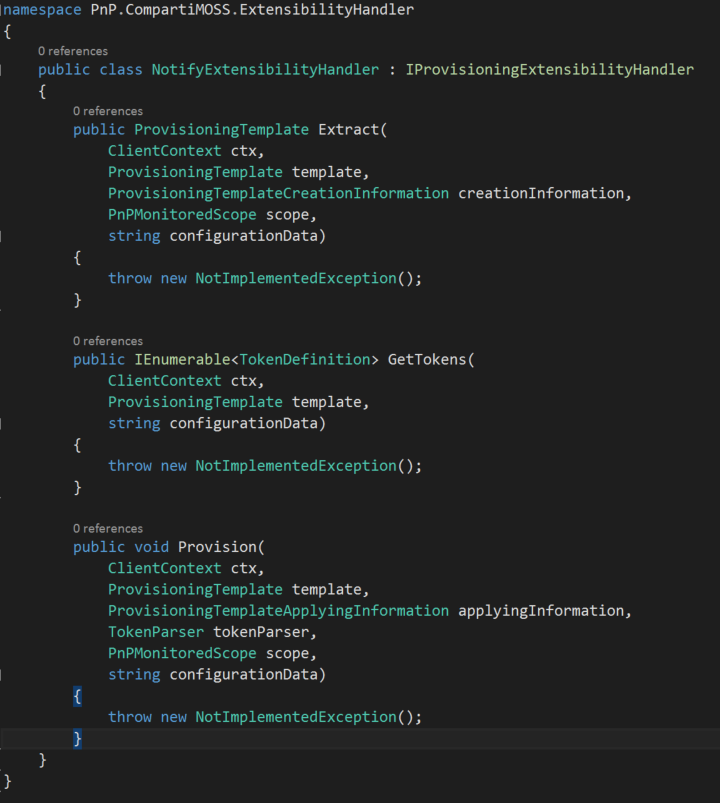 namespace PnP.CompartiMOSS.ExtensibilityHandler
{
0 references
public class NotifyExtensibilityHandler : IProvisioningExtensibilityHandler
{
0 references
public ProvisioningTemplate Extract(
ClientContext ctx,
ProvisioningTemplate template,
ProvisioningTemplateCreationInformation creationInformation,
PnPMonitoredScope scope,
string configurationData)
{
throw new NotImplementedException();
}
0 references
public IEnumerable<TokenDefinition> GetTokens(
ClientContext ctx,
ProvisioningTemplate template,
string configurationData)
{
throw new NotImplementedException();
}
0 references
public void Provision(
ClientContext ctx,
ProvisioningTemplate template,
ProvisioningTemplateApplyingInformation applyingInformation,
TokenParser tokenParser,
PnPMonitoredScope scope,
string configurationData)
{
throw new NotImplementedException();
}
}
}